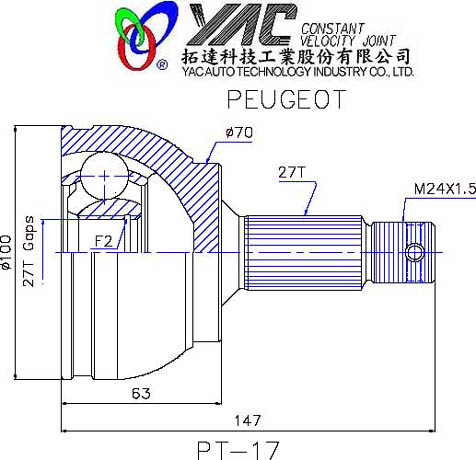 YAC CONSTANT
VELOCITY JOINT
®
拓達科技工業股份有限公司
YAC AUTO TECHNOLOGY INDUSTRY CO., LTD.
PEUGEOT
ø70
27T
M24X1.5
ø100
27T Gaps
F2
63
147
PT-17